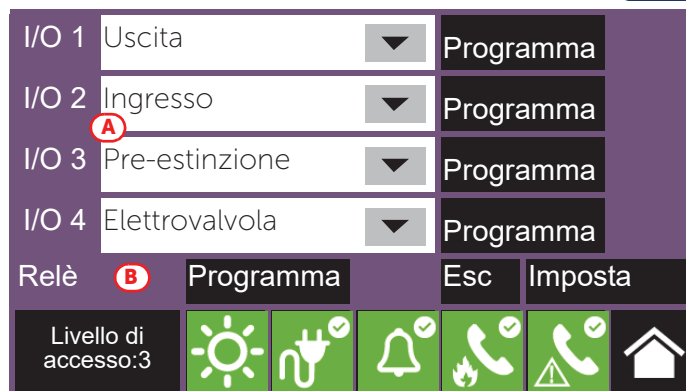 I/O 1 Uscita Programma
I/O 2 Ingresso Programma
A
I/O 3 Pre-estinzione Programma
I/O 4 Elettrovalvola Programma
Relè B Programma Esc Imposta
Livello di
accesso:3